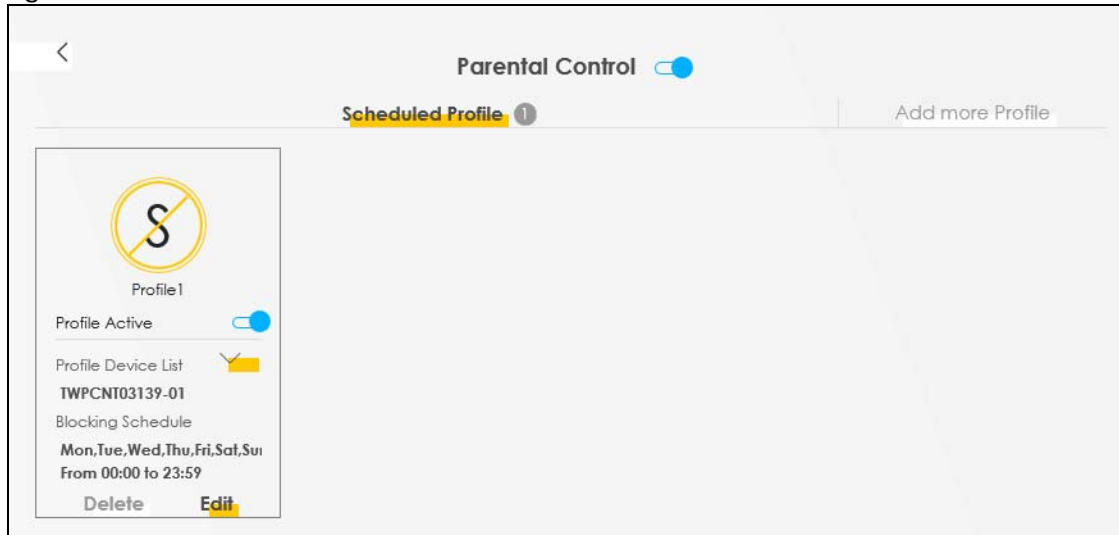 Parental Control
Scheduled Profile 1
Add more Profile
S
Profile1
Profile Active
Profile Device List
TWPCNT03139-01
Blocking Schedule
Mon,Tue,Wed,Thu,Fri,Sat,Su
From 00:00 to 23:59
Delete Edit